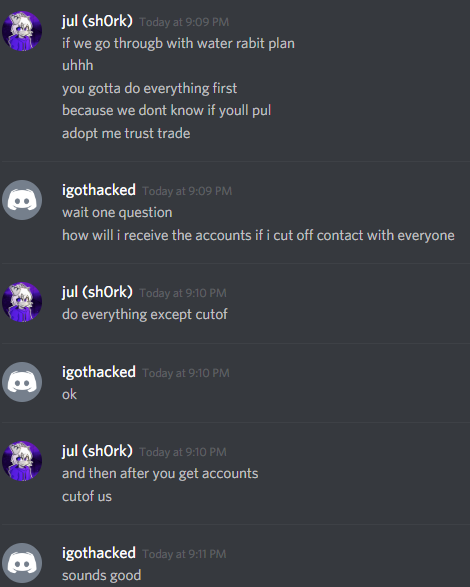 jul (sh0rk) Today at 9:09 PM
if we go througb with water rabit plan
uhhh
you gotta do everything first
because we dont know if youll pul
adopt me trust trade
igothacked Today at 9:09 PM
wait one question
how will i receive the accounts if i cut off contact with everyone
jul (sh0rk) Today at 9:10 PM
do everything except cutof
igothacked Today at 9:10 PM
ok
jul (sh0rk) Today at 9:10 PM
and then after you get accounts
cutof us
igothacked Today at 9:11 PM
sounds good